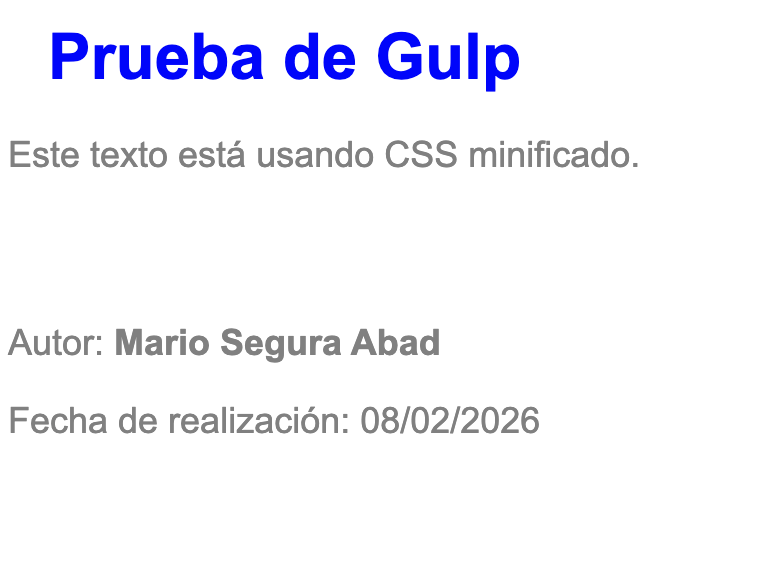 Prueba de Gulp
Este texto está usando CSS minificado.
Autor: Mario Segura Abad
Fecha de realización: 08/02/2026